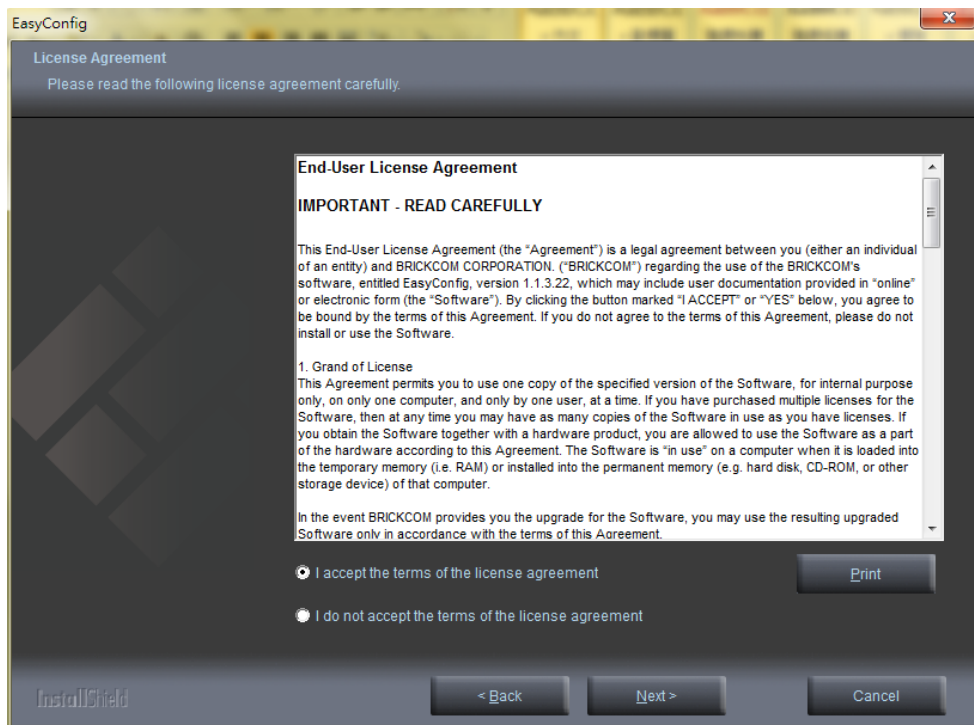 EasyConfig
License Agreement
Please read the following license agreement carefully.
End-User License Agreement
IMPORTANT - READ CAREFULLY
This End-User License Agreement (the “Agreement”) is a legal agreement between you (either an individual
of an entity) and BRICKCOM CORPORATION. (“BRICKCOM”) regarding the use of the BRICKCOM's
software, entitled EasyConfig, version 1.1.3.22, which may include user documentation provided in “online”
or electronic form (the “Software”). By clicking the button marked “I ACCEPT” or “YES” below, you agree to
be bound by the terms of this Agreement. If you do not agree to the terms of this Agreement, please do not
install or use the Software.
1. Grand of License
This Agreement permits you to use one copy of the specified version of the Software, for internal purpose
only, on only one computer, and only by one user, at a time. If you have purchased multiple licenses for the
Software, then at any time you may have as many copies of the Software in use as you have licenses. If
you obtain the Software together with a hardware product, you are allowed to use the Software as a part
of the hardware according to this Agreement. The Software is “in use” on a computer when it is loaded into
the temporary memory (i.e. RAM) or installed into the permanent memory (e.g. hard disk, CD-ROM, or other
storage device) of that computer.
In the event BRICKCOM provides you the upgrade for the Software, you may use the resulting upgraded
Software only in accordance with the terms of this Agreement.
I accept the terms of the license agreement
Print
I do not accept the terms of the license agreement
InstallShield
< Back
Next >
Cancel